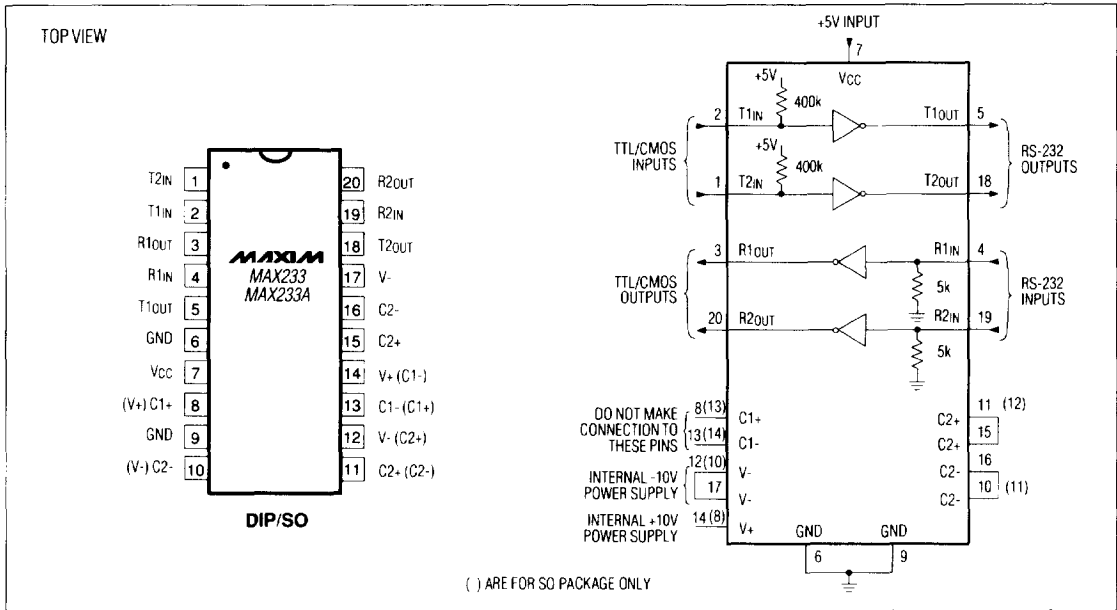 TOP VIEW
T2IN 1
T1IN 2
R1OUT 3
R1IN 4
T1OUT 5
GND 6
VCC 7
(V+) C1+ 8
GND 9
(V-) C2- 10
MAXIM
MAX233
MAX233A
20 R2OUT
19 R2IN
18 T2OUT
17 V-
16 C2-
15 C2+
14 V+ (C1-)
13 C1- (C1+)
12 V- (C2+)
11 C2+ (C2-)
DIP/SO
+5V INPUT
7
VCC
+5V
400k
2 T1IN
T1OUT 5
TTL/CMOS
INPUTS
+5V
400k
1 T2IN
T2OUT 18
RS-232
OUTPUTS
3 R1OUT
R1IN 4
5k
TTL/CMOS
OUTPUTS
20 R2OUT
R2IN 19
5k
RS-232
INPUTS
DO NOT MAKE
CONNECTION TO
THESE PINS
8(13) C1+
13(14) C1-
INTERNAL -10V
POWER SUPPLY
12(10) V-
17 V-
INTERNAL +10V
POWER SUPPLY
14(8) V+
C2+ 11 (12)
C2+ 15
C2- 16
C2- 10 (11)
GND GND
6 9
( ) ARE FOR SO PACKAGE ONLY